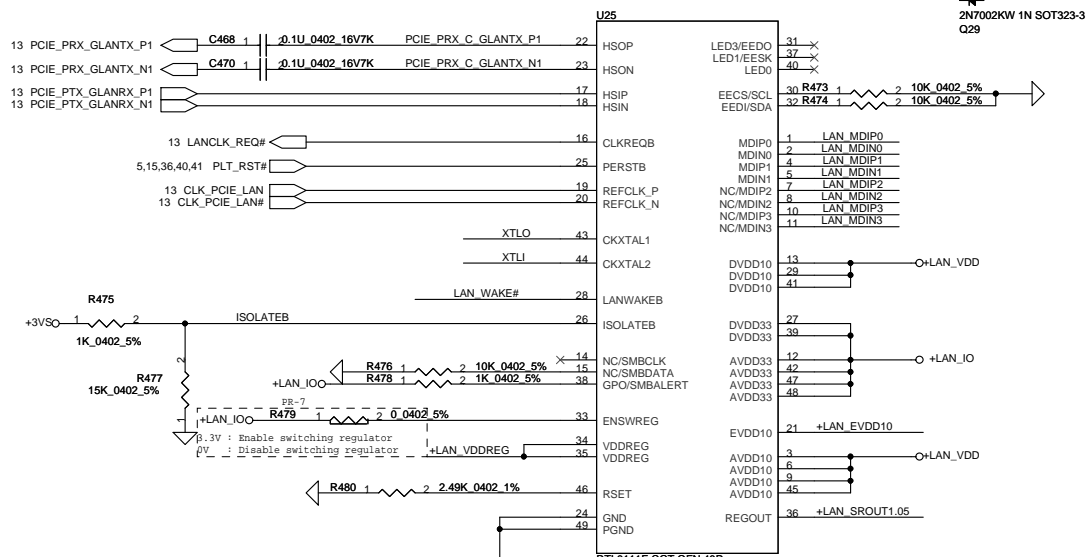 2N7002KW 1N SOT323-3
Q29
U25
13 PCIE_PRX_GLANTX_P1 C468 1 2 0.1U_0402_16V7K PCIE_PRX_C_GLANTX_P1 22 HSOP
13 PCIE_PRX_GLANTX_N1 C470 1 2 0.1U_0402_16V7K PCIE_PRX_C_GLANTX_N1 23 HSON
13 PCIE_PTX_GLANRX_P1 17 HSIP
13 PCIE_PTX_GLANRX_N1 18 HSIN
13 LANCLK_REQ# 16 CLKREQB
5,15,36,40,41 PLT_RST# 25 PERSTB
13 CLK_PCIE_LAN 19 REFCLK_P
13 CLK_PCIE_LAN# 20 REFCLK_N
XTLO 43 CKXTAL1
XTLI 44 CKXTAL2
LAN_WAKE# 28 LANWAKEB
R475
+3VS 1 2 ISOLATEB 26 ISOLATEB
1K_0402_5%
2
R477
15K_0402_5%
1
14 NC/SMBCLK
R476 1 2 10K_0402_5% 15 NC/SMBDATA
+LAN_IO R478 1 2 1K_0402_5% 38 GPO/SMBALERT
PR-7
+LAN_IO R479 1 2 0_0402_5% 33 ENSWREG
3.3V : Enable switching regulator
0V : Disable switching regulator
34 VDDREG
+LAN_VDDREG 35 VDDREG
R480 1 2 2.49K_0402_1% 46 RSET
24 GND
49 PGND
LED3/EEDO 31
LED1/EESK 37
LED0 40
EECS/SCL 30 R473 1 2 10K_0402_5%
EEDI/SDA 32 R474 1 2 10K_0402_5%
MDIP0 1 LAN_MDIP0
MDIN0 2 LAN_MDIN0
MDIP1 4 LAN_MDIP1
MDIN1 5 LAN_MDIN1
NC/MDIP2 7 LAN_MDIP2
NC/MDIN2 8 LAN_MDIN2
NC/MDIP3 10 LAN_MDIP3
NC/MDIN3 11 LAN_MDIN3
DVDD10 13 +LAN_VDD
DVDD10 29
DVDD10 41
DVDD33 27
DVDD33 39
AVDD33 12 +LAN_IO
AVDD33 42
AVDD33 47
AVDD33 48
EVDD10 21 +LAN_EVDD10
AVDD10 3 +LAN_VDD
AVDD10 6
AVDD10 9
AVDD10 45
REGOUT 36 +LAN_SROUT1.05